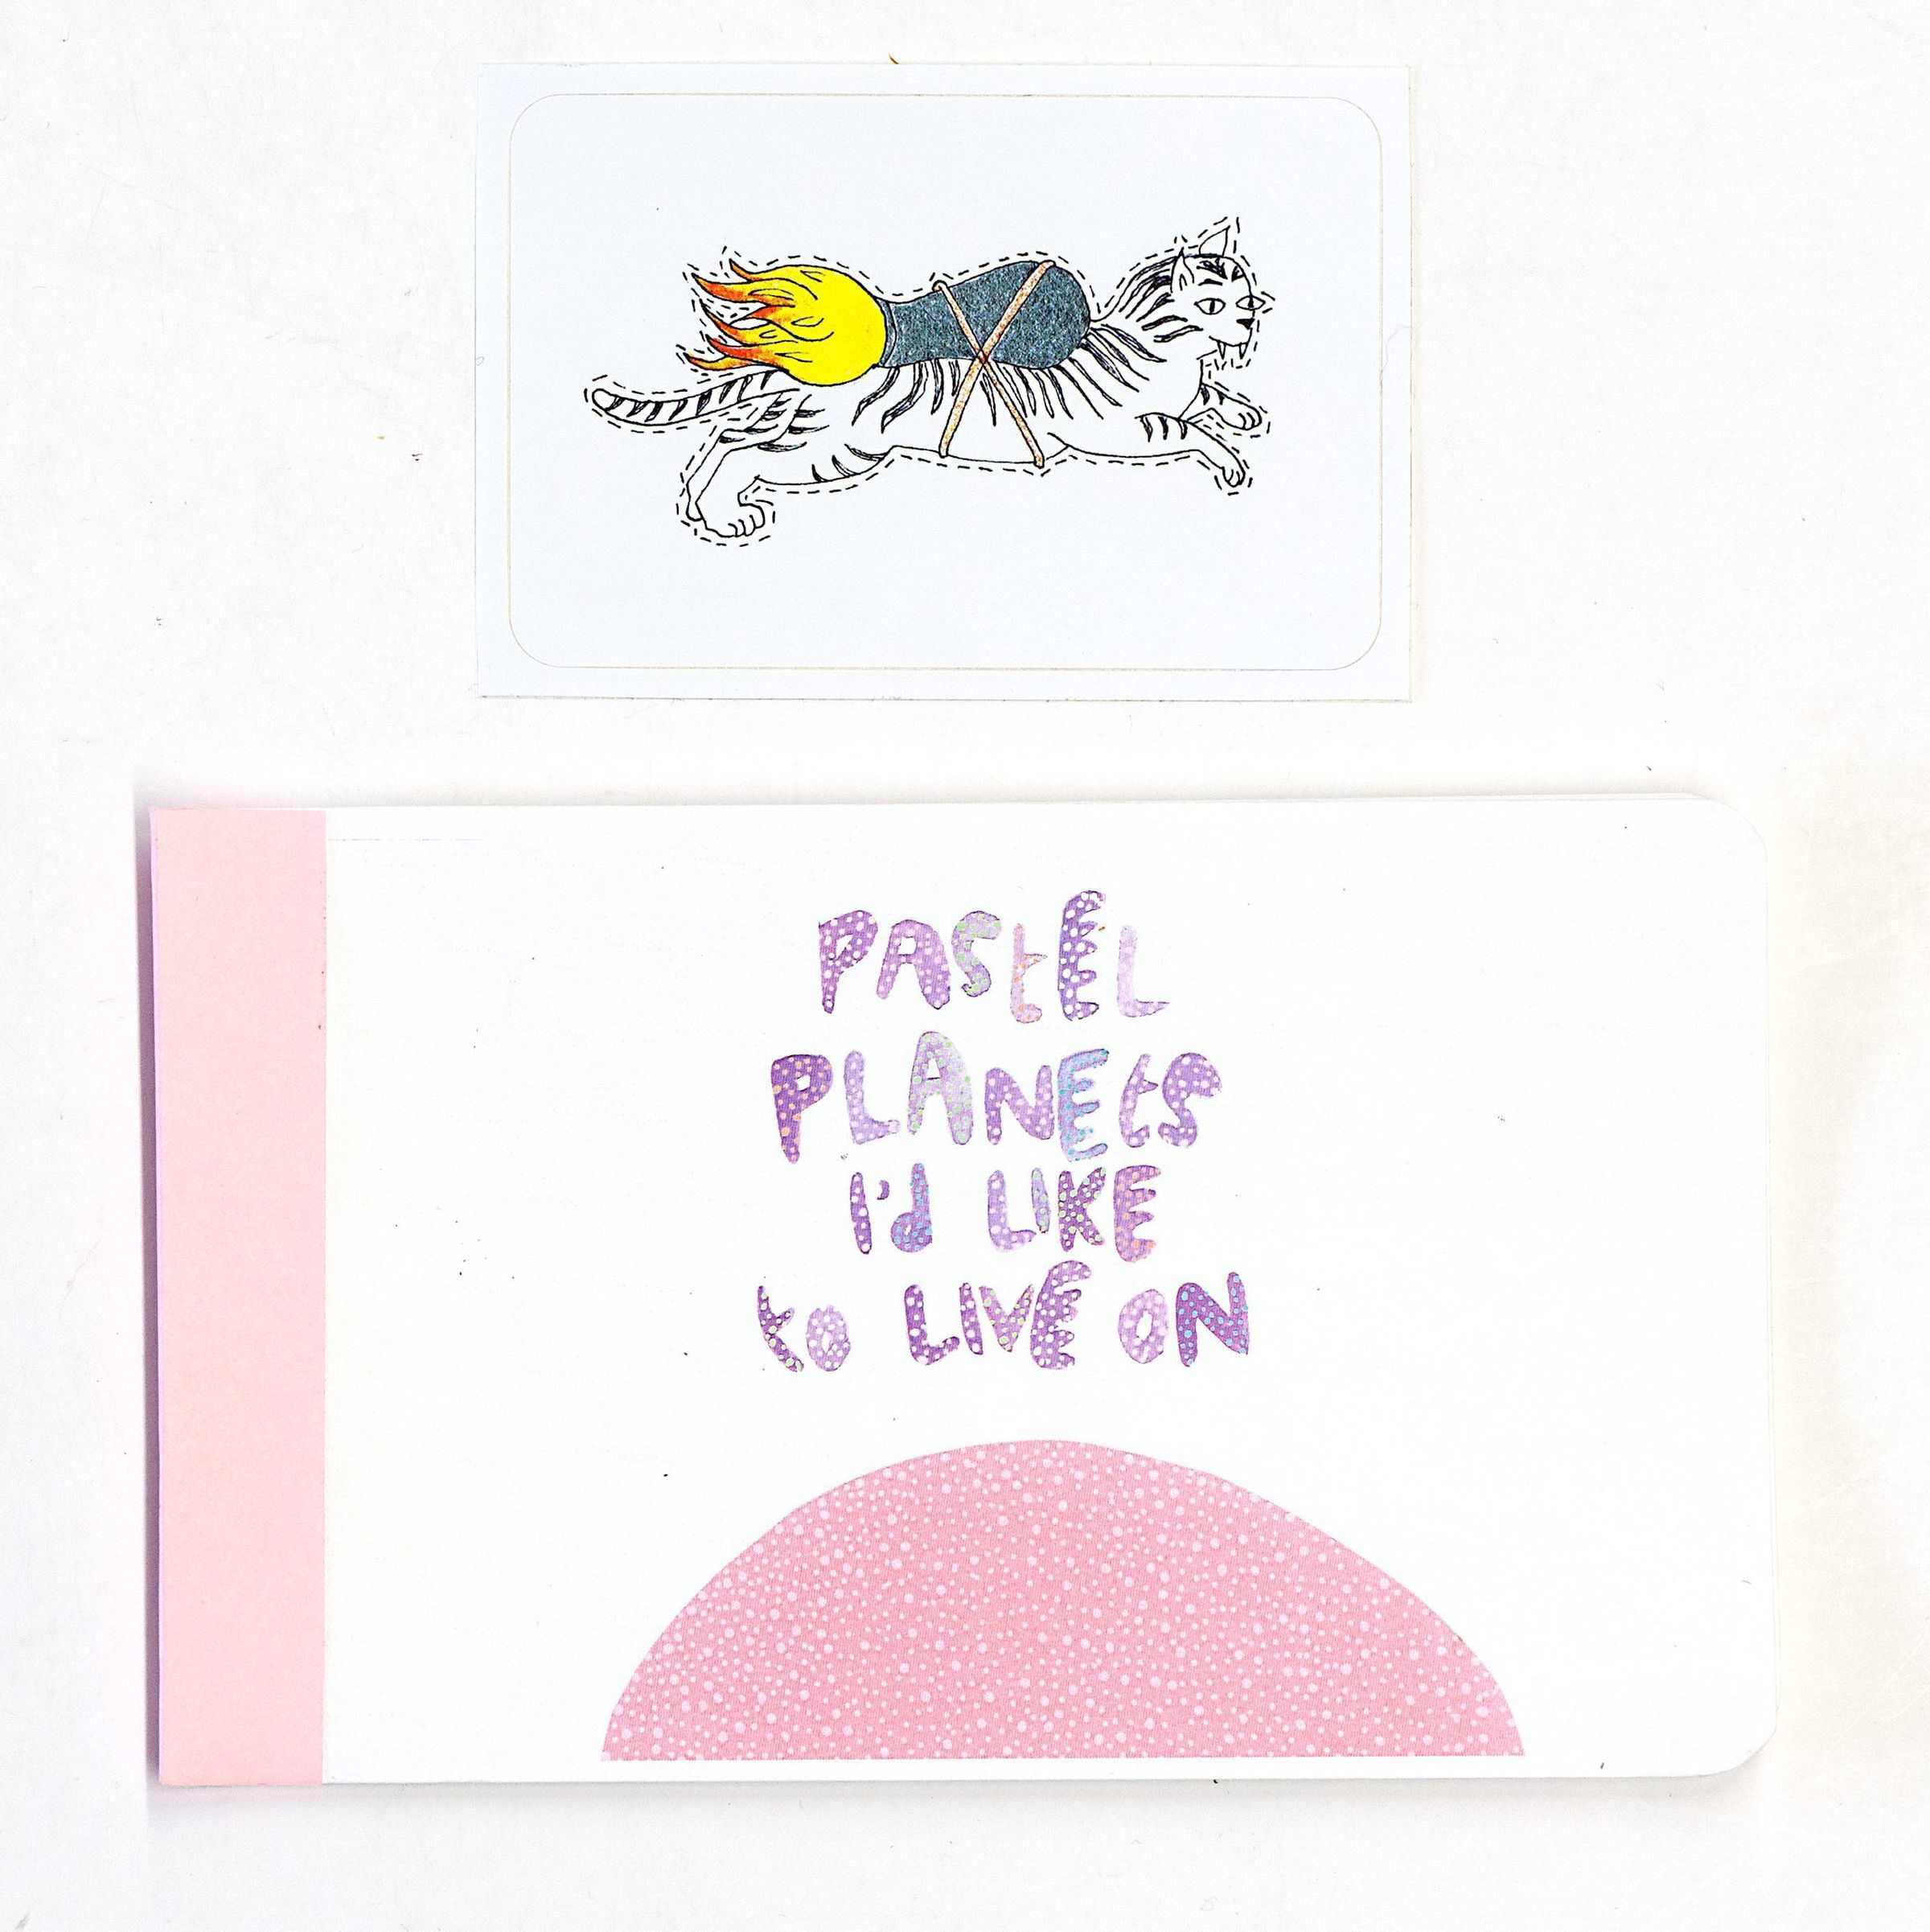 PAStEL
PLANEtS
I'd LIKE
to LIVE ON